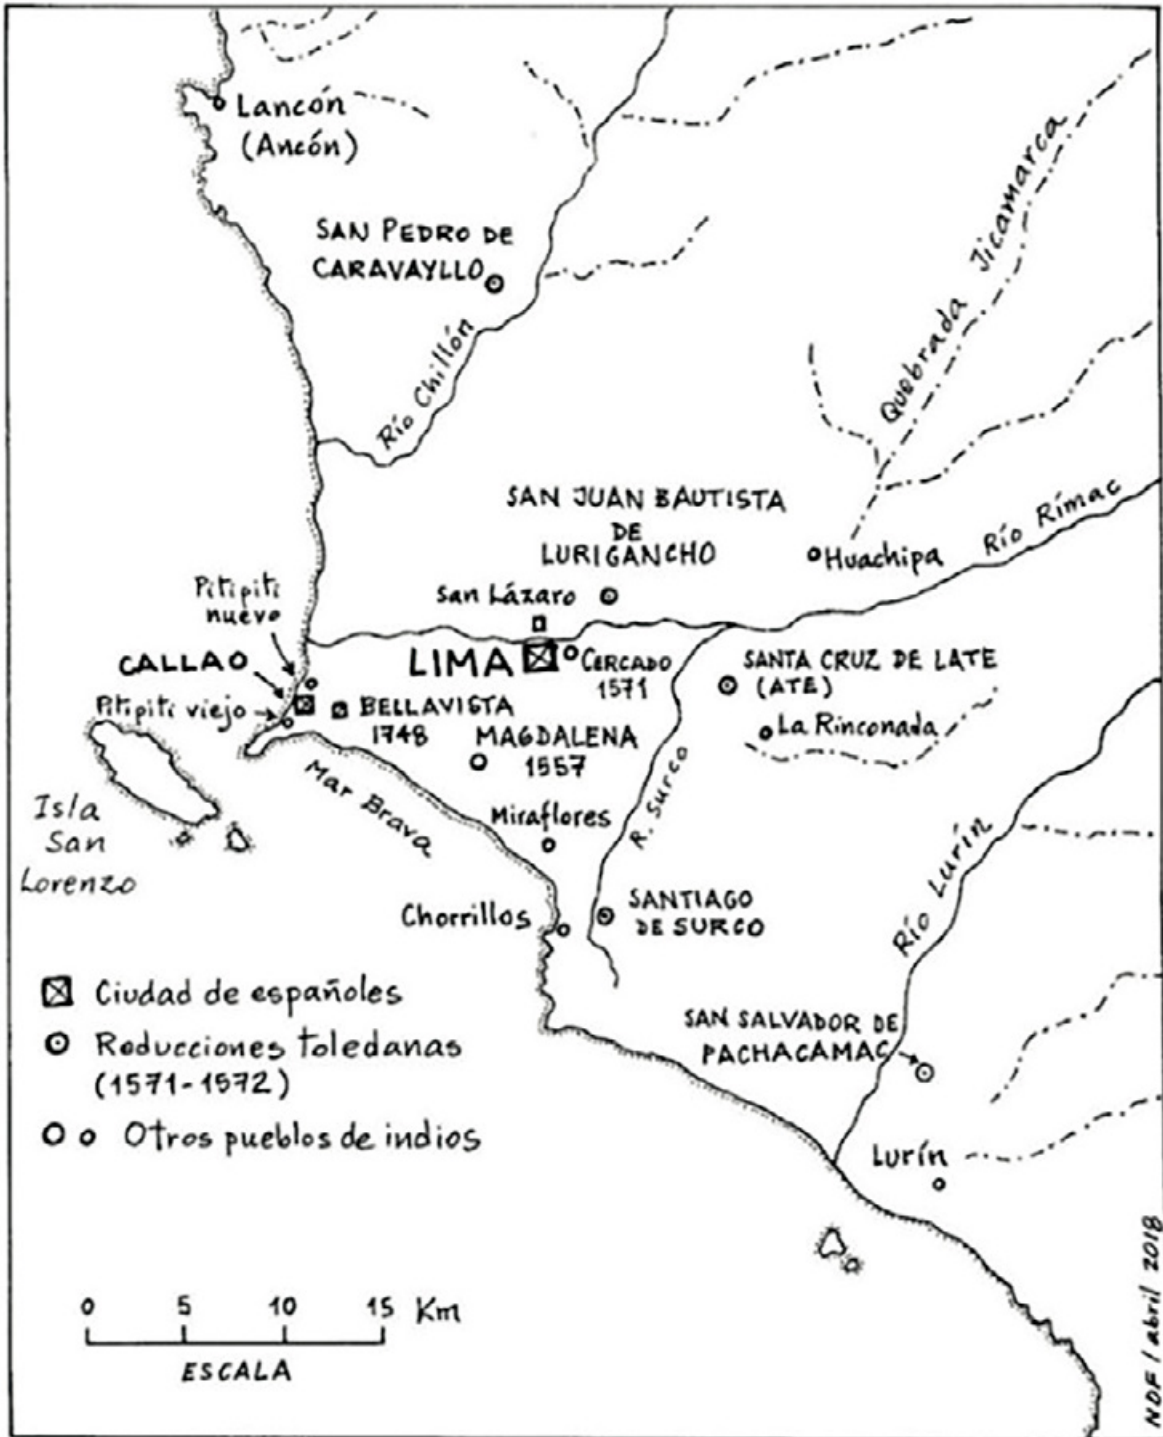 Lancón
(Ancón)
SAN PEDRO DE
CARAVAYLLO
Río Chillón
Quebrada Jicamarca
SAN JUAN BAUTISTA
DE
LURIGANCHO
Huachipa
Río Rímac
San Lázaro
Pitipiti
nuevo
CALLAO
LIMA
CERCADO
1571
SANTA CRUZ DE LATE
(ATE)
Pitipiti viejo
BELLAVISTA
1748
MAGDALENA
1557
La Rinconada
Mar Brava
R. Surco
Miraflores
Isla
San
Lorenzo
Río Lurín
Chorrillos
SANTIAGO
DE SURCO
Ciudad de españoles
Reducciones toledanas
(1571-1572)
Otros pueblos de indios
SAN SALVADOR DE
PACHACAMAC
Lurín
0 5 10 15 Km
ESCALA
NDF / abril 2018